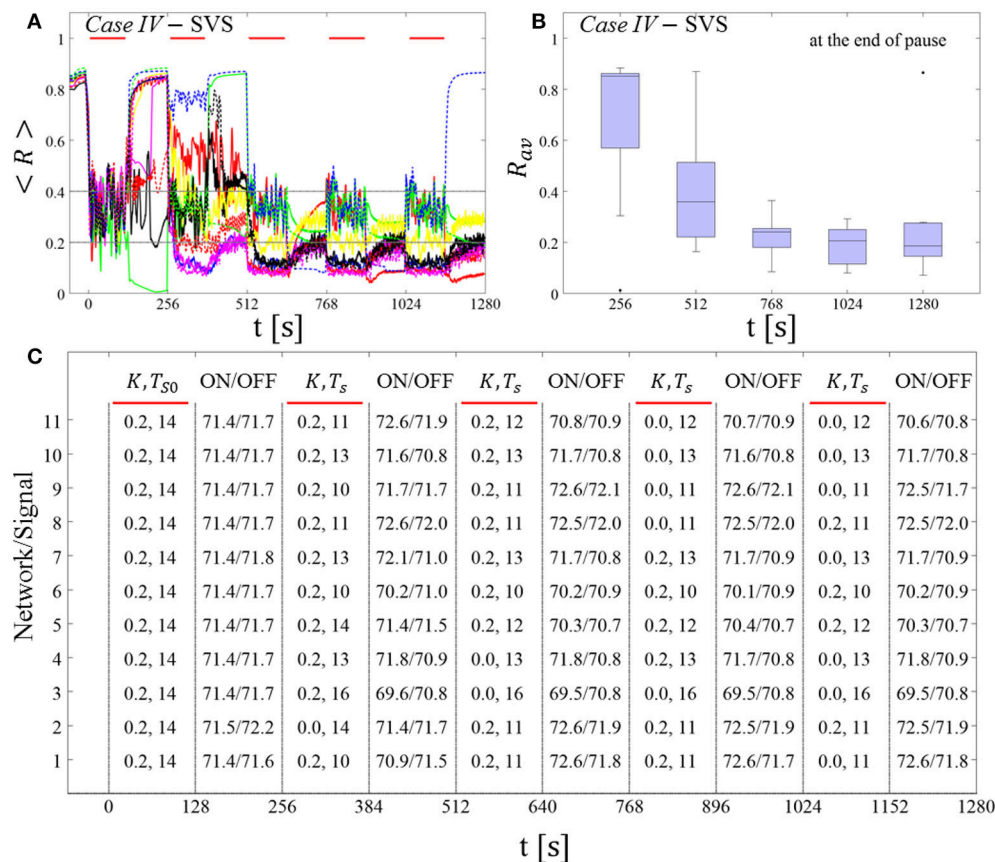 A
Case IV – SVS
< R >
1
0.8
0.6
0.4
0.2
0
0 256 512 768 1024 1280
t [s]
B
Case IV – SVS
at the end of pause
R_av
1
0.8
0.6
0.4
0.2
0
256 512 768 1024 1280
t [s]
C
K,T_S0 ON/OFF K,T_s ON/OFF K,T_s ON/OFF K,T_s ON/OFF K,T_s ON/OFF
Network/Signal
11 0.2, 14 71.4/71.7 0.2, 11 72.6/71.9 0.2, 12 70.8/70.9 0.0, 12 70.7/70.9 0.0, 12 70.6/70.8
10 0.2, 14 71.4/71.7 0.2, 13 71.6/70.8 0.2, 13 71.7/70.8 0.0, 13 71.6/70.8 0.0, 13 71.7/70.8
9 0.2, 14 71.4/71.7 0.2, 10 71.7/71.7 0.2, 11 72.6/72.1 0.0, 11 72.6/72.1 0.0, 11 72.5/71.7
8 0.2, 14 71.4/71.7 0.2, 11 72.6/72.0 0.2, 11 72.5/72.0 0.0, 11 72.5/72.0 0.2, 11 72.5/72.0
7 0.2, 14 71.4/71.8 0.2, 13 72.1/71.0 0.2, 13 71.7/70.8 0.2, 13 71.7/70.9 0.0, 13 71.7/70.9
6 0.2, 14 71.4/71.7 0.2, 10 70.2/71.0 0.2, 10 70.2/70.9 0.2, 10 70.1/70.9 0.2, 10 70.2/70.9
5 0.2, 14 71.4/71.7 0.2, 14 71.4/71.5 0.2, 12 70.3/70.7 0.2, 12 70.4/70.7 0.2, 12 70.3/70.7
4 0.2, 14 71.4/71.7 0.2, 13 71.8/70.9 0.0, 13 71.8/70.8 0.2, 13 71.7/70.8 0.0, 13 71.8/70.9
3 0.2, 14 71.4/71.7 0.2, 16 69.6/70.8 0.0, 16 69.5/70.8 0.0, 16 69.5/70.8 0.0, 16 69.5/70.8
2 0.2, 14 71.5/72.2 0.0, 14 71.4/71.7 0.2, 11 72.6/71.9 0.2, 11 72.5/71.9 0.2, 11 72.5/71.9
1 0.2, 14 71.4/71.6 0.2, 10 70.9/71.5 0.2, 11 72.6/71.8 0.2, 11 72.6/71.7 0.0, 11 72.6/71.8
0 128 256 384 512 640 768 896 1024 1152 1280
t [s]